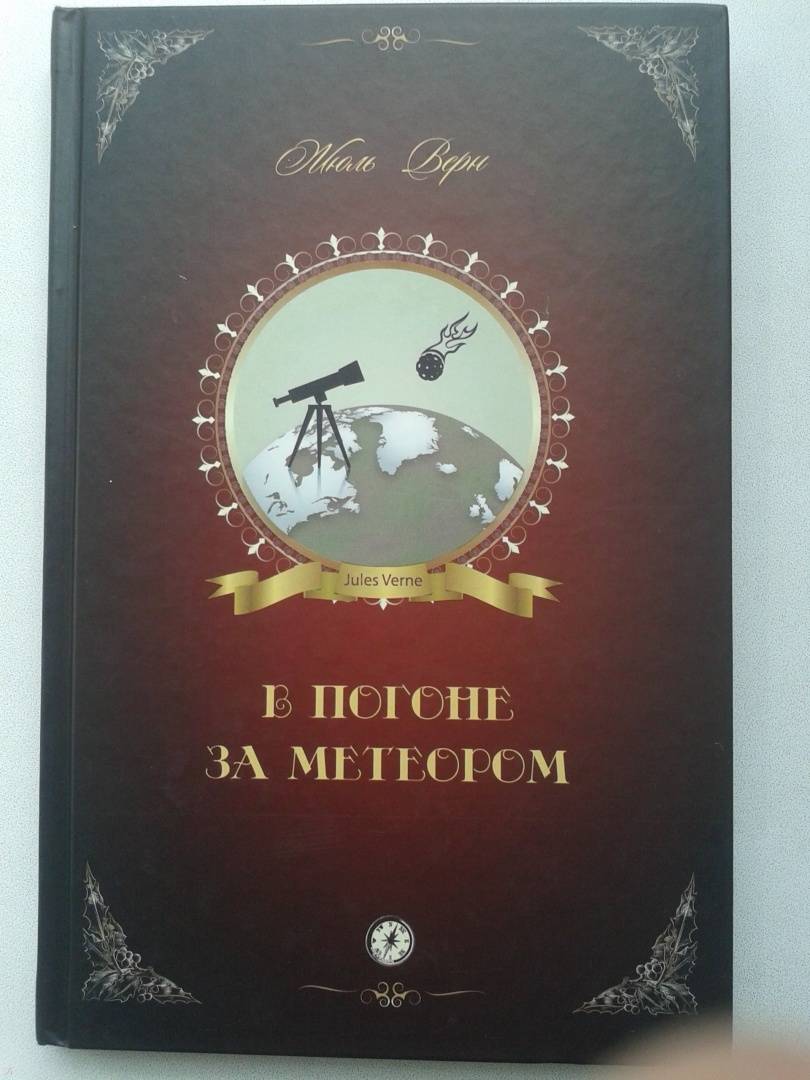 Жюль Верн
Jules Verne
В ПОГОНЕ
ЗА МЕТЕОРОМ